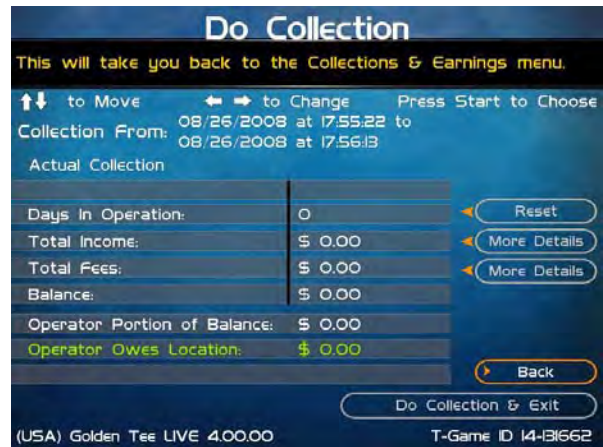 Do Collection
This will take you back to the Collections & Earnings menu.
to Move to Change Press Start to Choose
Collection From: 08/26/2008 at 17:55:22 to
08/26/2008 at 17:56:13
Actual Collection
Days In Operation: 0 Reset
Total Income: $ 0.00 More Details
Total Fees: $ 0.00 More Details
Balance: $ 0.00
Operator Portion of Balance: $ 0.00
Operator Owes Location: $ 0.00
Back
Do Collection & Exit
(USA) Golden Tee LIVE 4.00.00 T-Game ID 14-131662